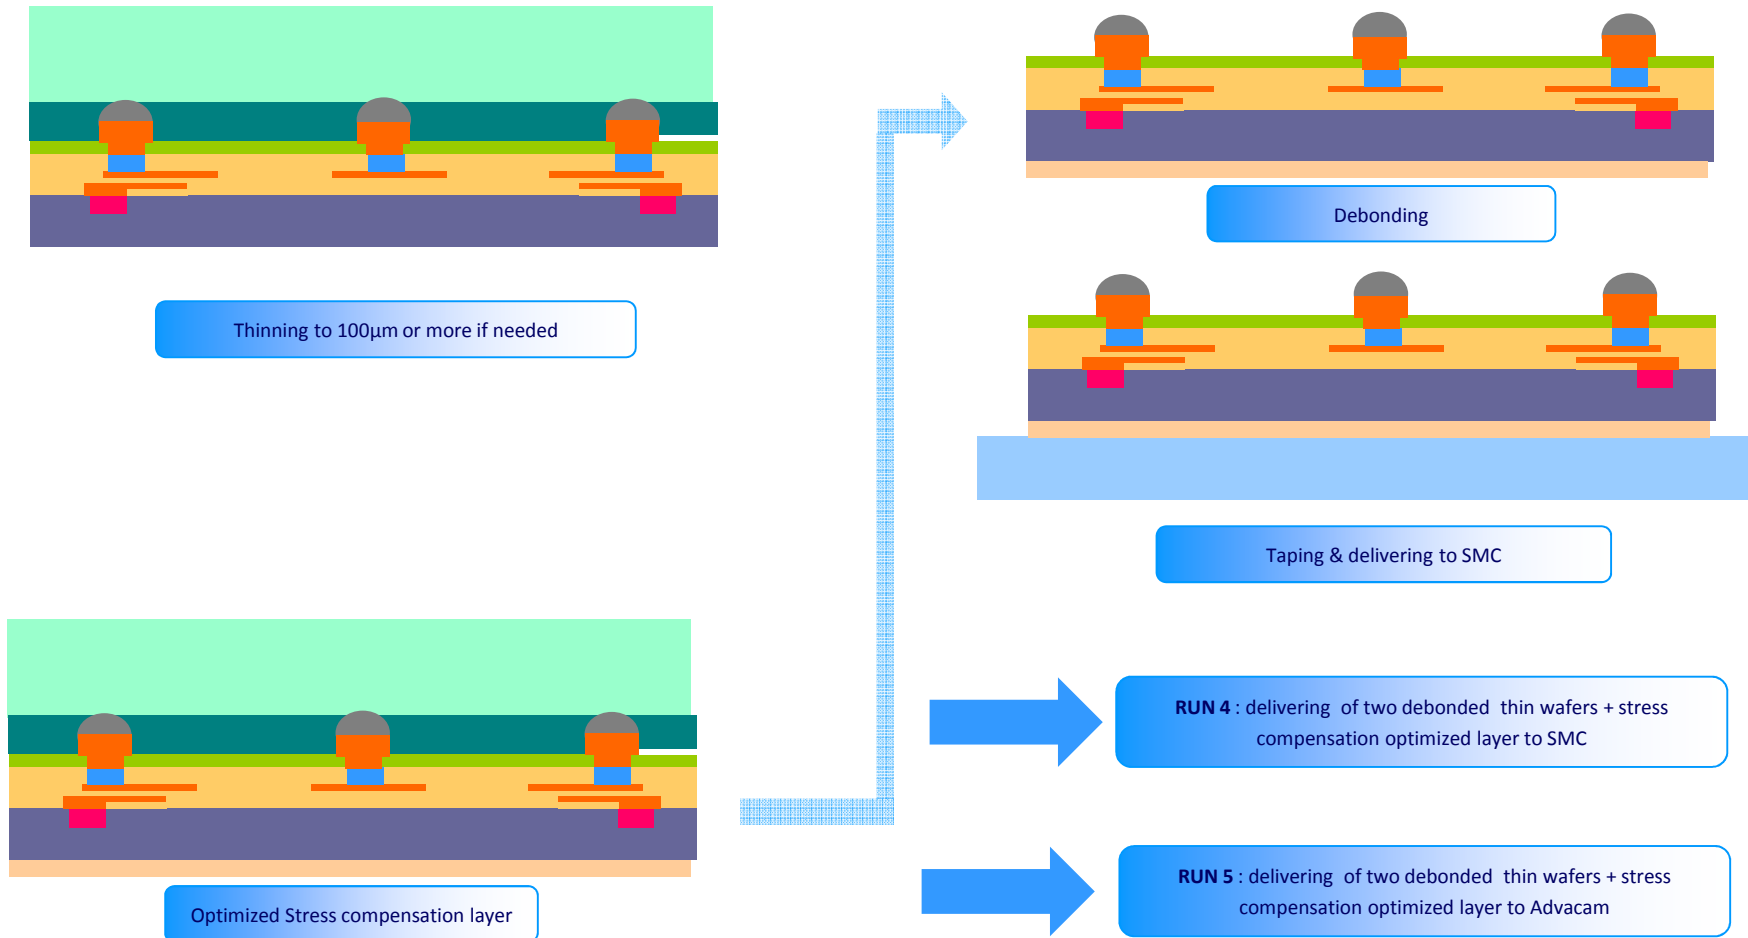 Thinning to 100µm or more if needed
Optimized Stress compensation layer
Debonding
Taping & delivering to SMC
RUN 4 : delivering of two debonded thin wafers + stress
compensation optimized layer to SMC
RUN 5 : delivering of two debonded thin wafers + stress
compensation optimized layer to Advacam